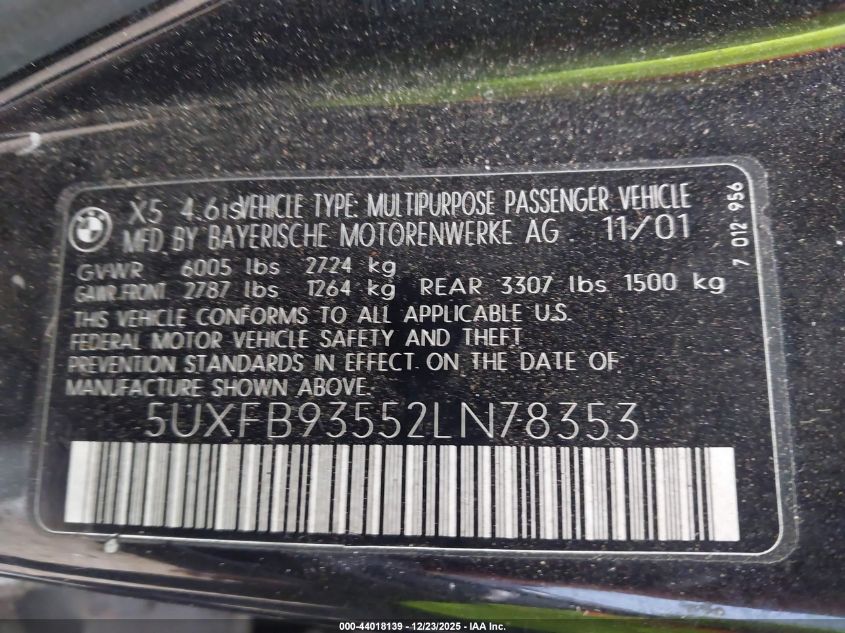 BMW
X5 4.6is VEHICLE TYPE: MULTIPURPOSE PASSENGER VEHICLE
MFD. BY BAYERISCHE MOTORENWERKE AG 11/01
GVWR 6005 lbs 2724 kg
GAWR FRONT 2787 lbs 1264 kg REAR 3307 lbs 1500 kg
THIS VEHICLE CONFORMS TO ALL APPLICABLE U.S.
FEDERAL MOTOR VEHICLE SAFETY AND THEFT
PREVENTION STANDARDS IN EFFECT ON THE DATE OF
MANUFACTURE SHOWN ABOVE.
5UXFB93552LN78353
7 012 956
000-44018139 - 12/23/2025 - IAA Inc.